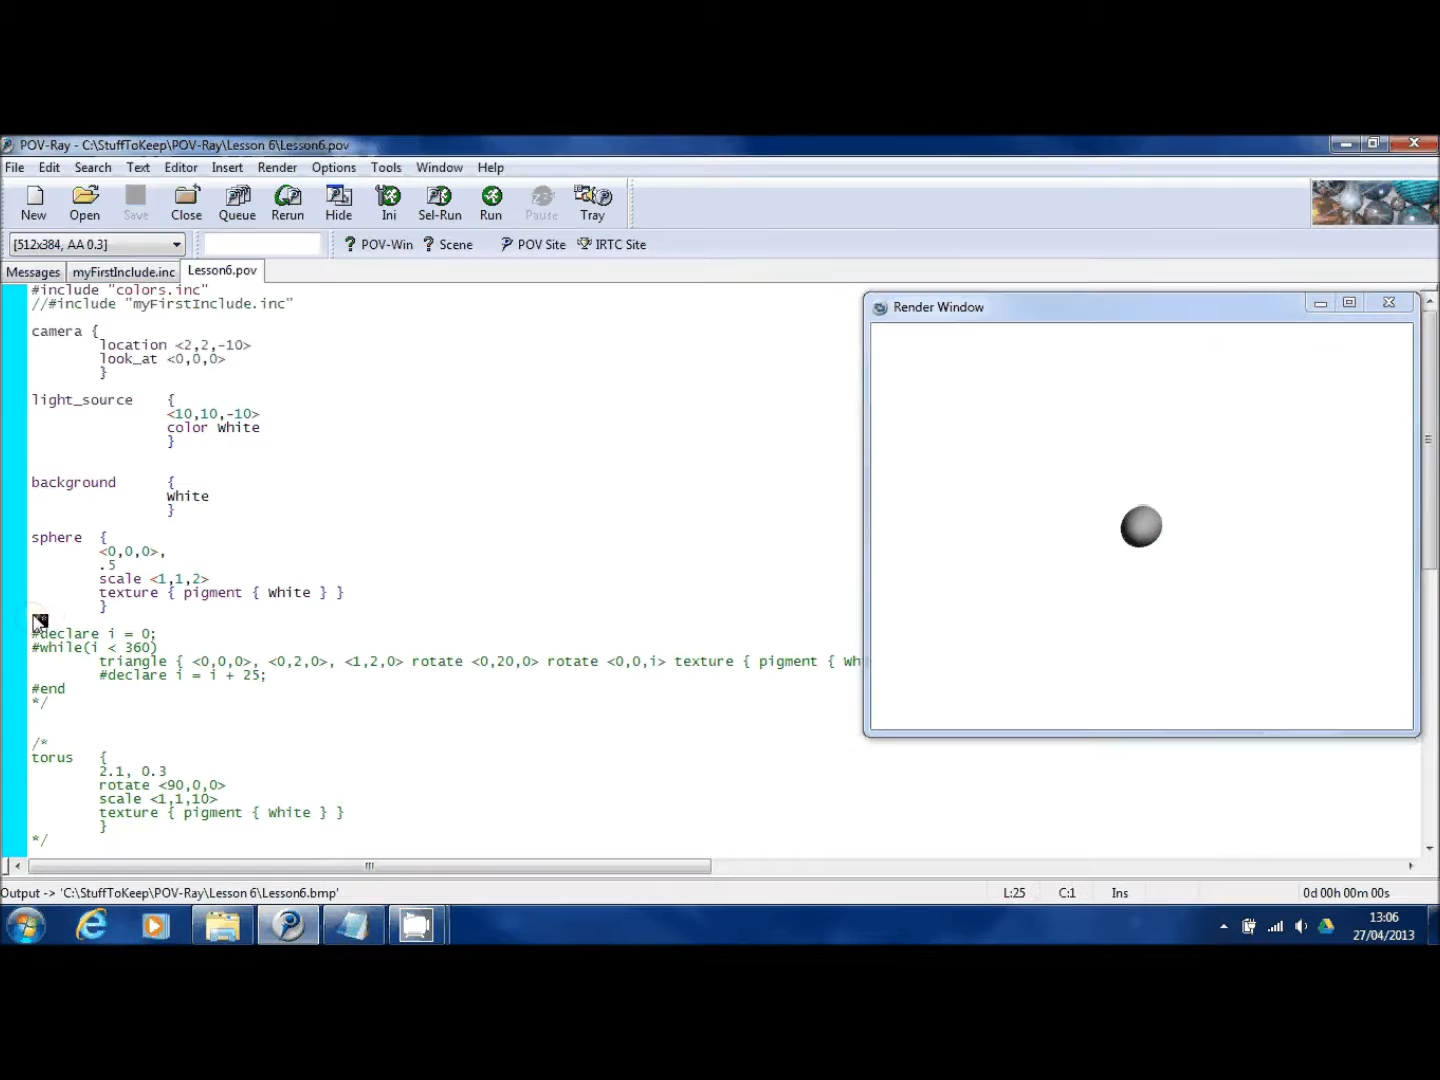 POV-Ray - C:\StuffToKeep\POV-Ray\Lesson 6\Lesson6.pov
File Edit Search Text Editor Insert Render Options Tools Window Help
New Open Save Close Queue Rerun Hide Ini Sel-Run Run Pause Tray
[512x384, AA 0.3] POV-Win Scene POV Site IRTC Site
Messages myFirstInclude.inc Lesson6.pov
#include "colors.inc"
//#include "myFirstInclude.inc"
camera {
location <2,2,-10>
look_at <0,0,0>
}
light_source {
<10,10,-10>
color White
}
background {
White
}
sphere {
<0,0,0>,
.5
scale <1,1,2>
texture { pigment { White } }
}
#declare i = 0;
#while(i < 360)
triangle { <0,0,0>, <0,2,0>, <1,2,0> rotate <0,20,0> rotate <0,0,i> texture { pigment { Whi
#declare i = i + 25;
#end
*/
/*
torus {
2.1, 0.3
rotate <90,0,0>
scale <1,1,10>
texture { pigment { White } }
}
*/
Render Window
Output -> 'C:\StuffToKeep\POV-Ray\Lesson 6\Lesson6.bmp' L:25 C:1 Ins 0d 00h 00m 00s
13:06
27/04/2013